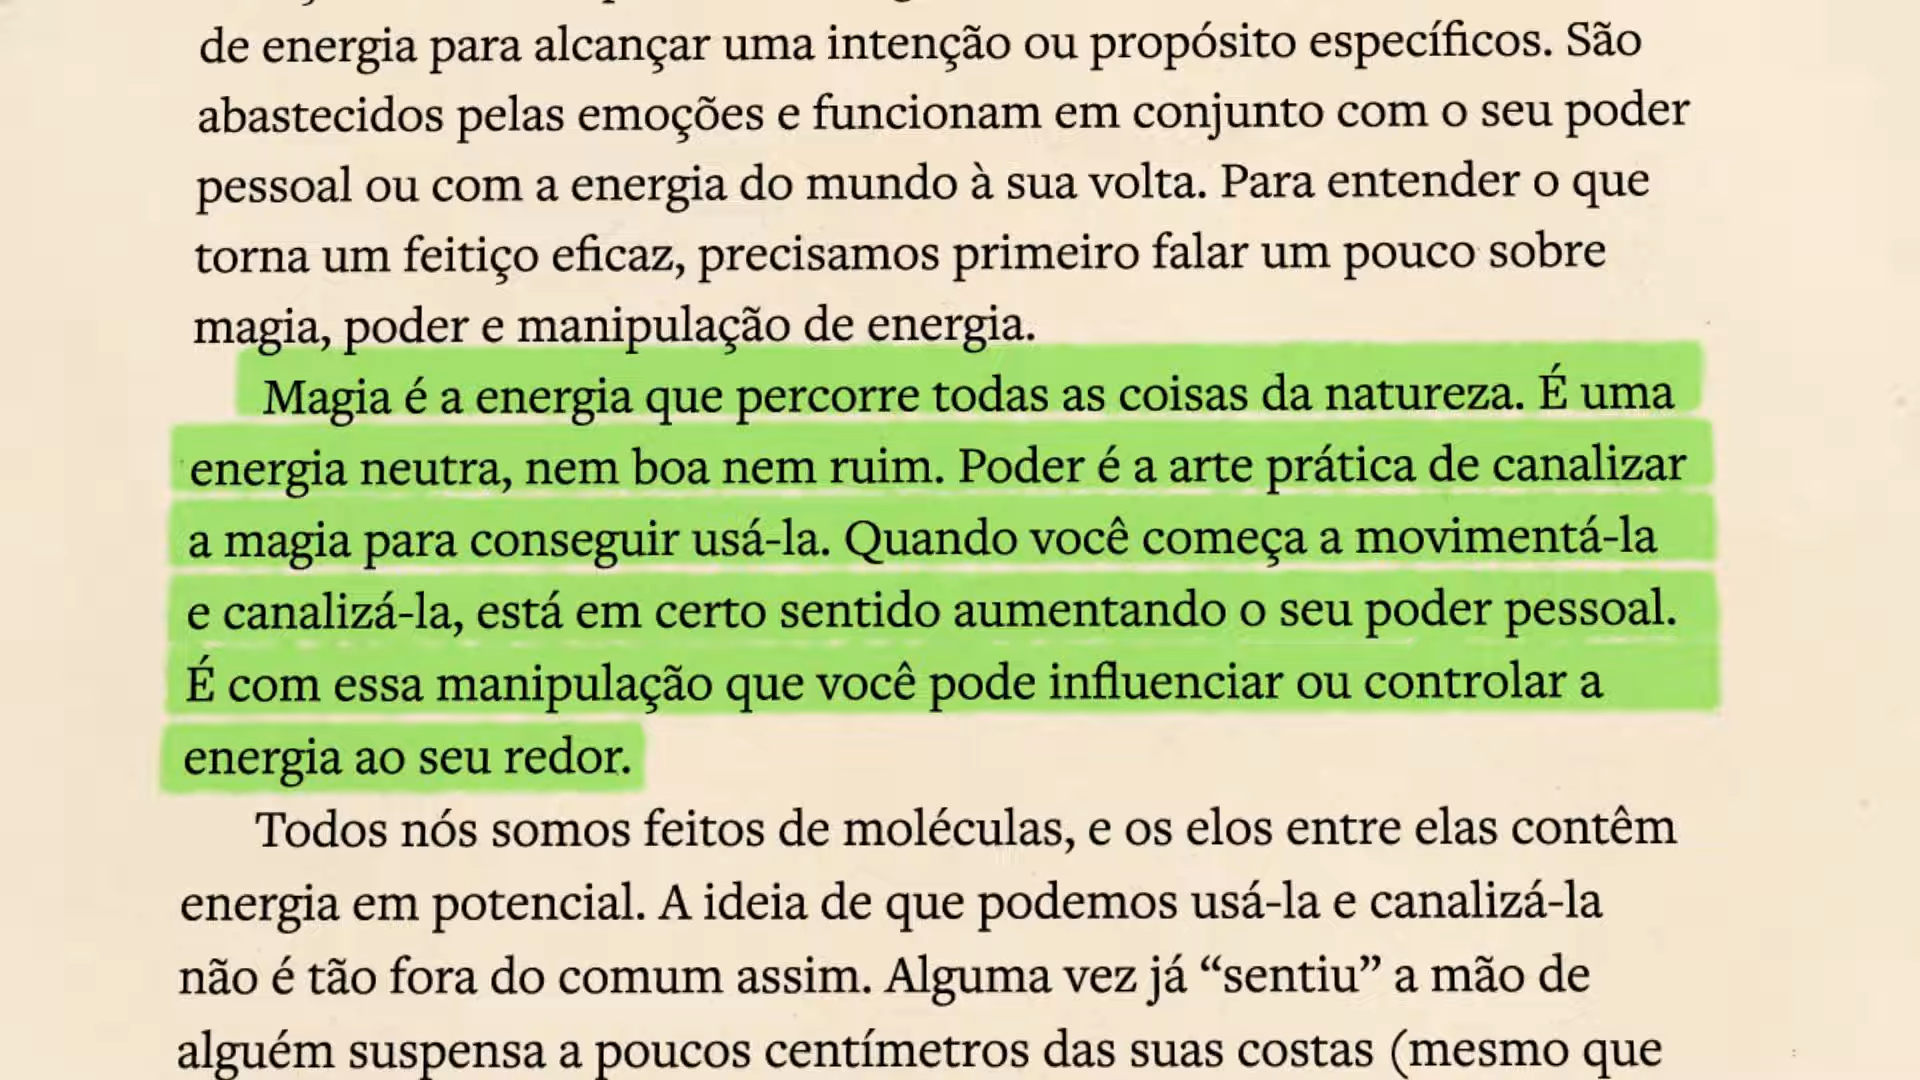 de energia para alcançar uma intenção ou propósito específicos. São
abastecidos pelas emoções e funcionam em conjunto com o seu poder
pessoal ou com a energia do mundo à sua volta. Para entender o que
torna um feitiço eficaz, precisamos primeiro falar um pouco sobre
magia, poder e manipulação de energia.
Magia é a energia que percorre todas as coisas da natureza. É uma
energia neutra, nem boa nem ruim. Poder é a arte prática de canalizar
a magia para conseguir usá-la. Quando você começa a movimentá-la
e canalizá-la, está em certo sentido aumentando o seu poder pessoal.
É com essa manipulação que você pode influenciar ou controlar a
energia ao seu redor.
Todos nós somos feitos de moléculas, e os elos entre elas contêm
energia em potencial. A ideia de que podemos usá-la e canalizá-la
não é tão fora do comum assim. Alguma vez já “sentiu” a mão de
alguém suspensa a poucos centímetros das suas costas (mesmo que